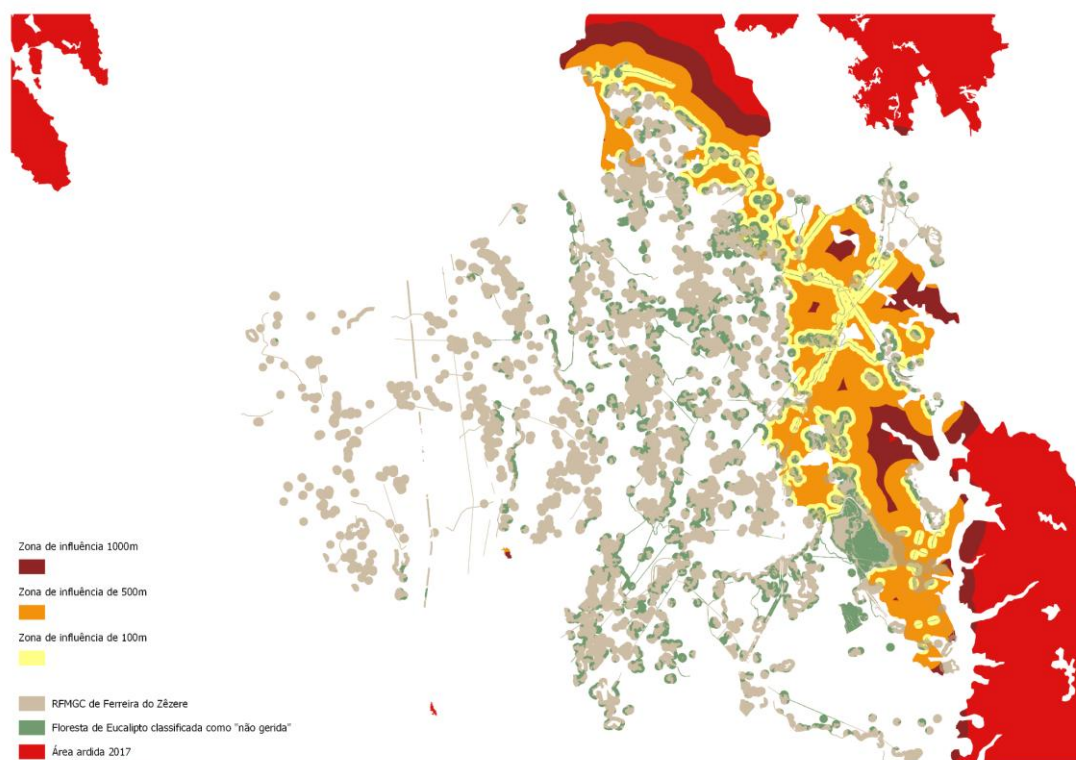 Zona de influência 1000m
Zona de influência de 500m
Zona de influência de 100m
RFMGC de Ferreira do Zêzere
Floresta de Eucalipto classificada como "não gerida"
Área ardida 2017